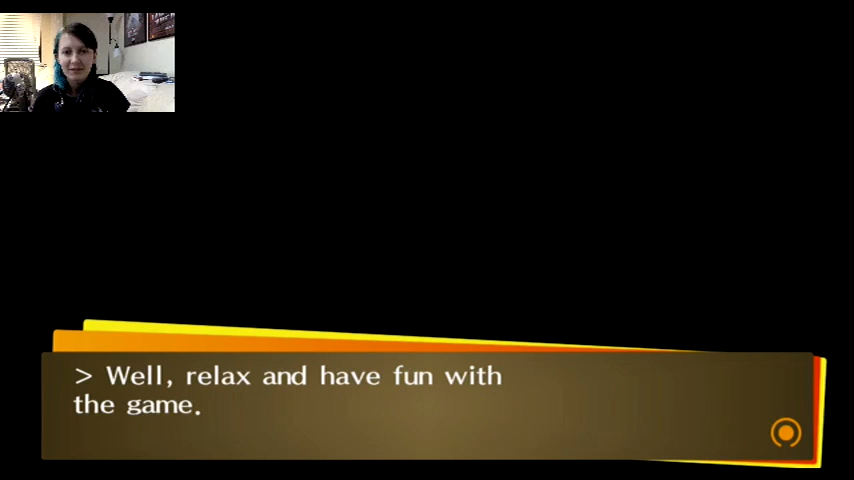 > Well, relax and have fun with
the game.